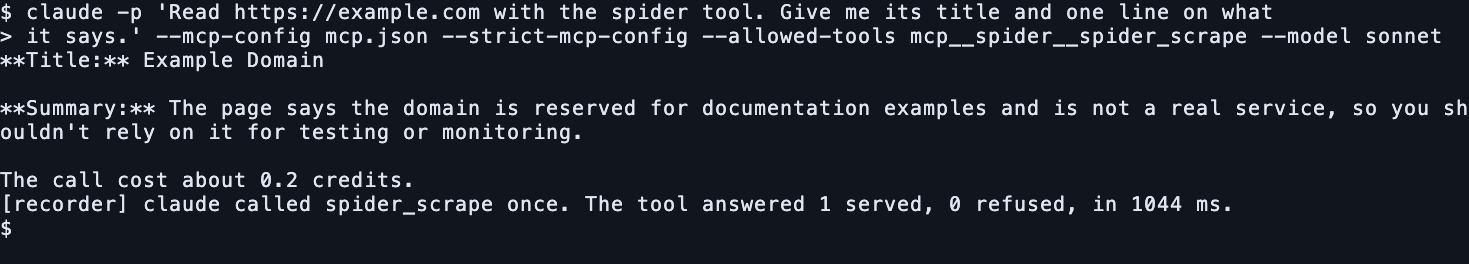 $ claude -p 'Read https://example.com with the spider tool. Give me its title and one line on what
> it says.' --mcp-config mcp.json --strict-mcp-config --allowed-tools mcp__spider__spider_scrape --model sonnet
**Title:** Example Domain
**Summary:** The page says the domain is reserved for documentation examples and is not a real service, so you sh
ouldn't rely on it for testing or monitoring.
The call cost about 0.2 credits.
[recorder] claude called spider_scrape once. The tool answered 1 served, 0 refused, in 1044 ms.
$